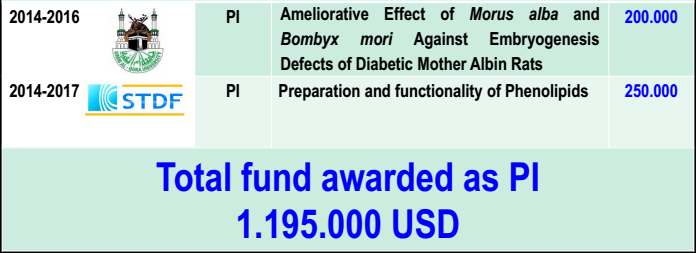 2014-2016 PI Ameliorative Effect of Morus alba and 200.000
Bombyx mori Against Embryogenesis
Defects of Diabetic Mother Albin Rats
2014-2017 STDF PI Preparation and functionality of Phenolipids 250.000
Total fund awarded as PI
1.195.000 USD